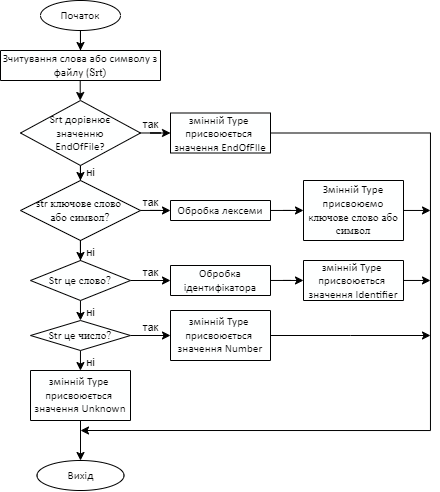 Початок
Зчитування слова або символу з
файлу (Srt)
Srt дорівнює
значенню
EndOfFile?
так
змінній Type
присвоюється
значення EndOfFIle
ні
str ключове слово
або символ?
так
Обробка лексеми
Змінній Type
присвоюємо
ключове слово або
символ
ні
Str це слово?
так
Обробка
ідентифікатора
змінній Type
присвоюється
значення Identifier
ні
Str це число?
так
змінній Type
присвоюється
значення Number
ні
змінній Type
присвоюється
значення Unknown
Вихід